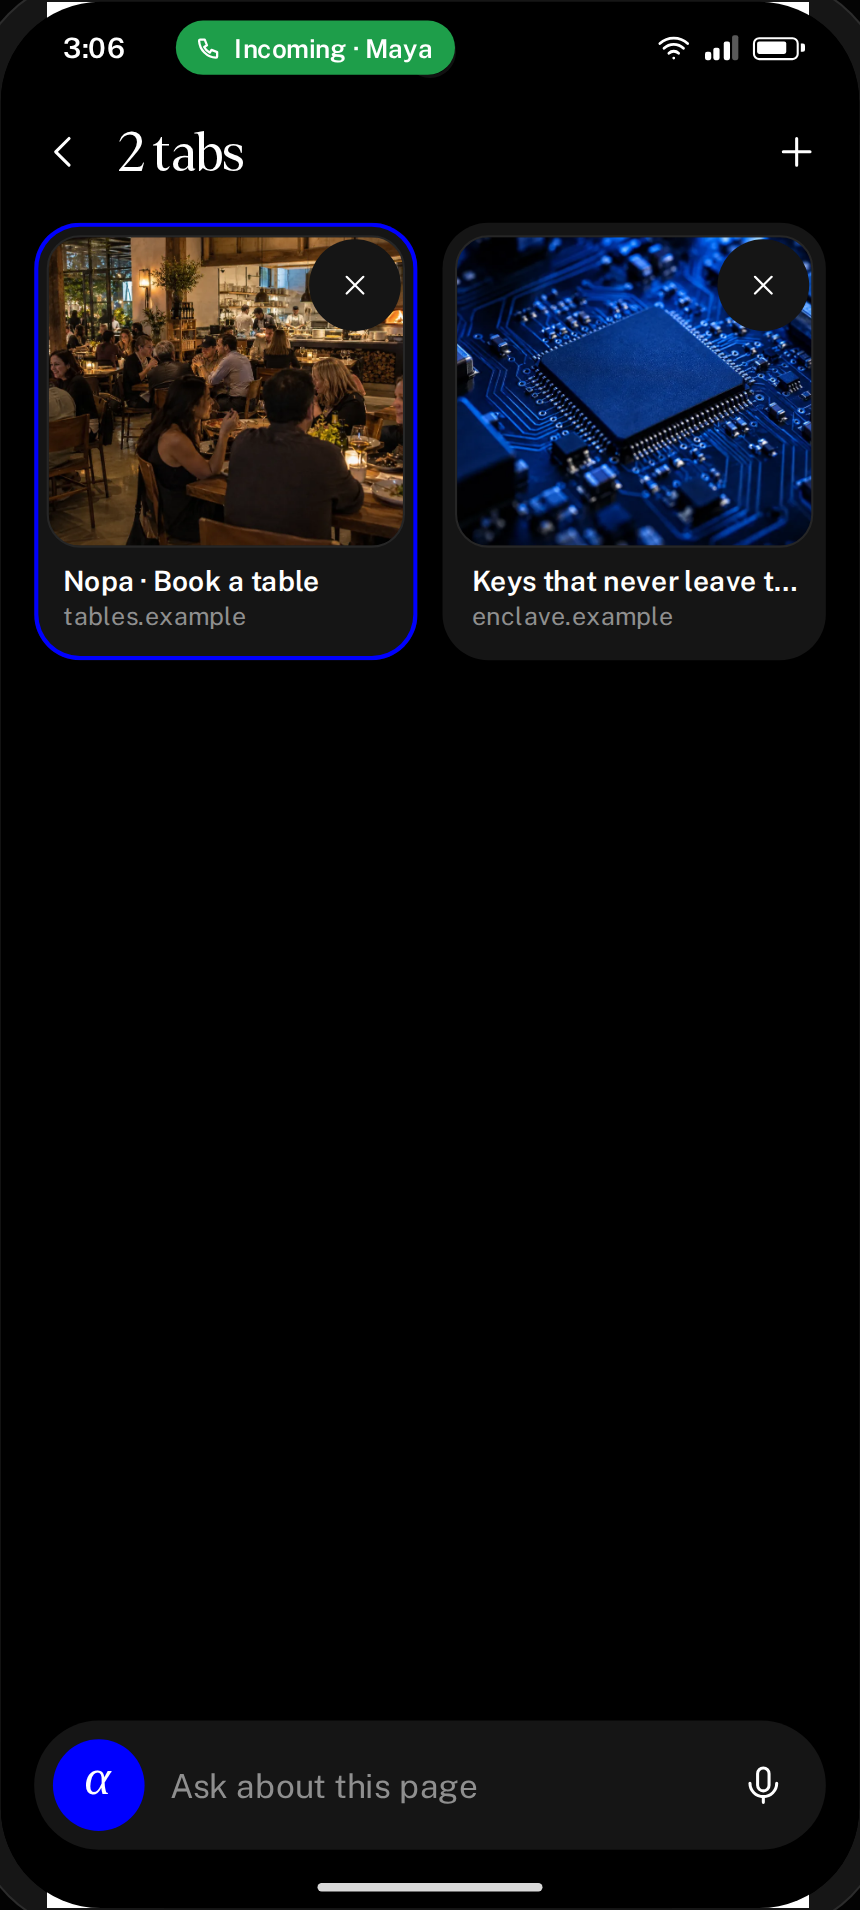 3:06
Incoming · Maya
2 tabs
Nopa · Book a table
tables.example
Keys that never leave t...
enclave.example
α
Ask about this page